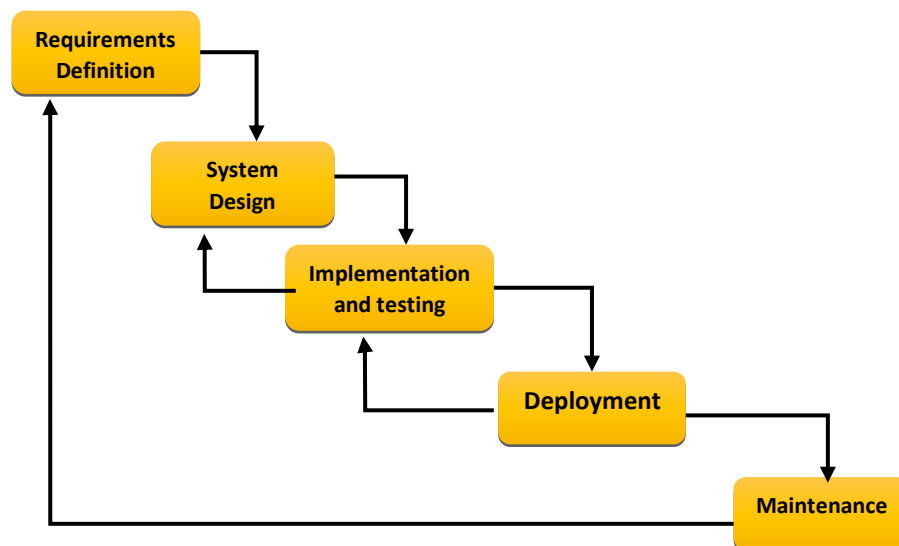 Requirements
Definition
System
Design
Implementation
and testing
Deployment
Maintenance